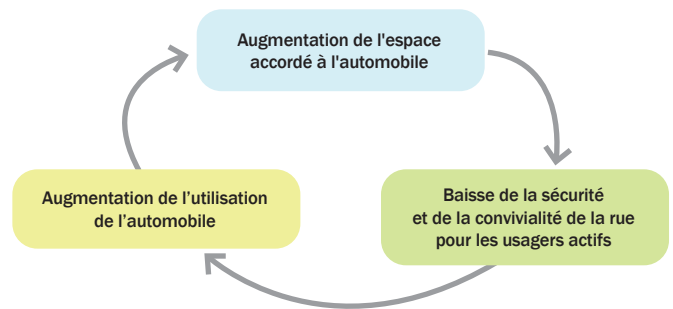 Augmentation de l'espace
accordé à l'automobile
Augmentation de l’utilisation
de l’automobile
Baisse de la sécurité
et de la convivialité de la rue
pour les usagers actifs